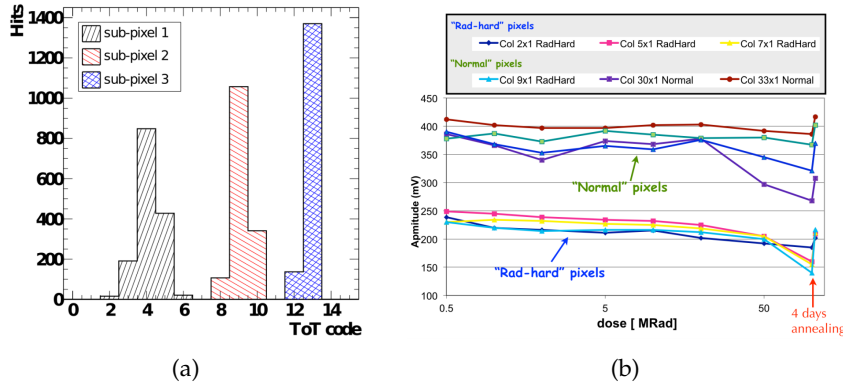 Hits
1400
1200
1000
800
600
400
200
0
0 2 4 6 8 10 12 14
ToT code
sub-pixel 1
sub-pixel 2
sub-pixel 3
(a)
“Rad-hard” pixels
Col 2x1 RadHard Col 5x1 RadHard Col 7x1 RadHard
“Normal” pixels
Col 9x1 RadHard Col 30x1 Normal Col 33x1 Normal
450
400
350
300
250
200
150
100
Apmitude (mV)
“Normal” pixels
“Rad-hard” pixels
0.5 5 50
dose [ MRad)
4 days
annealing
(b)